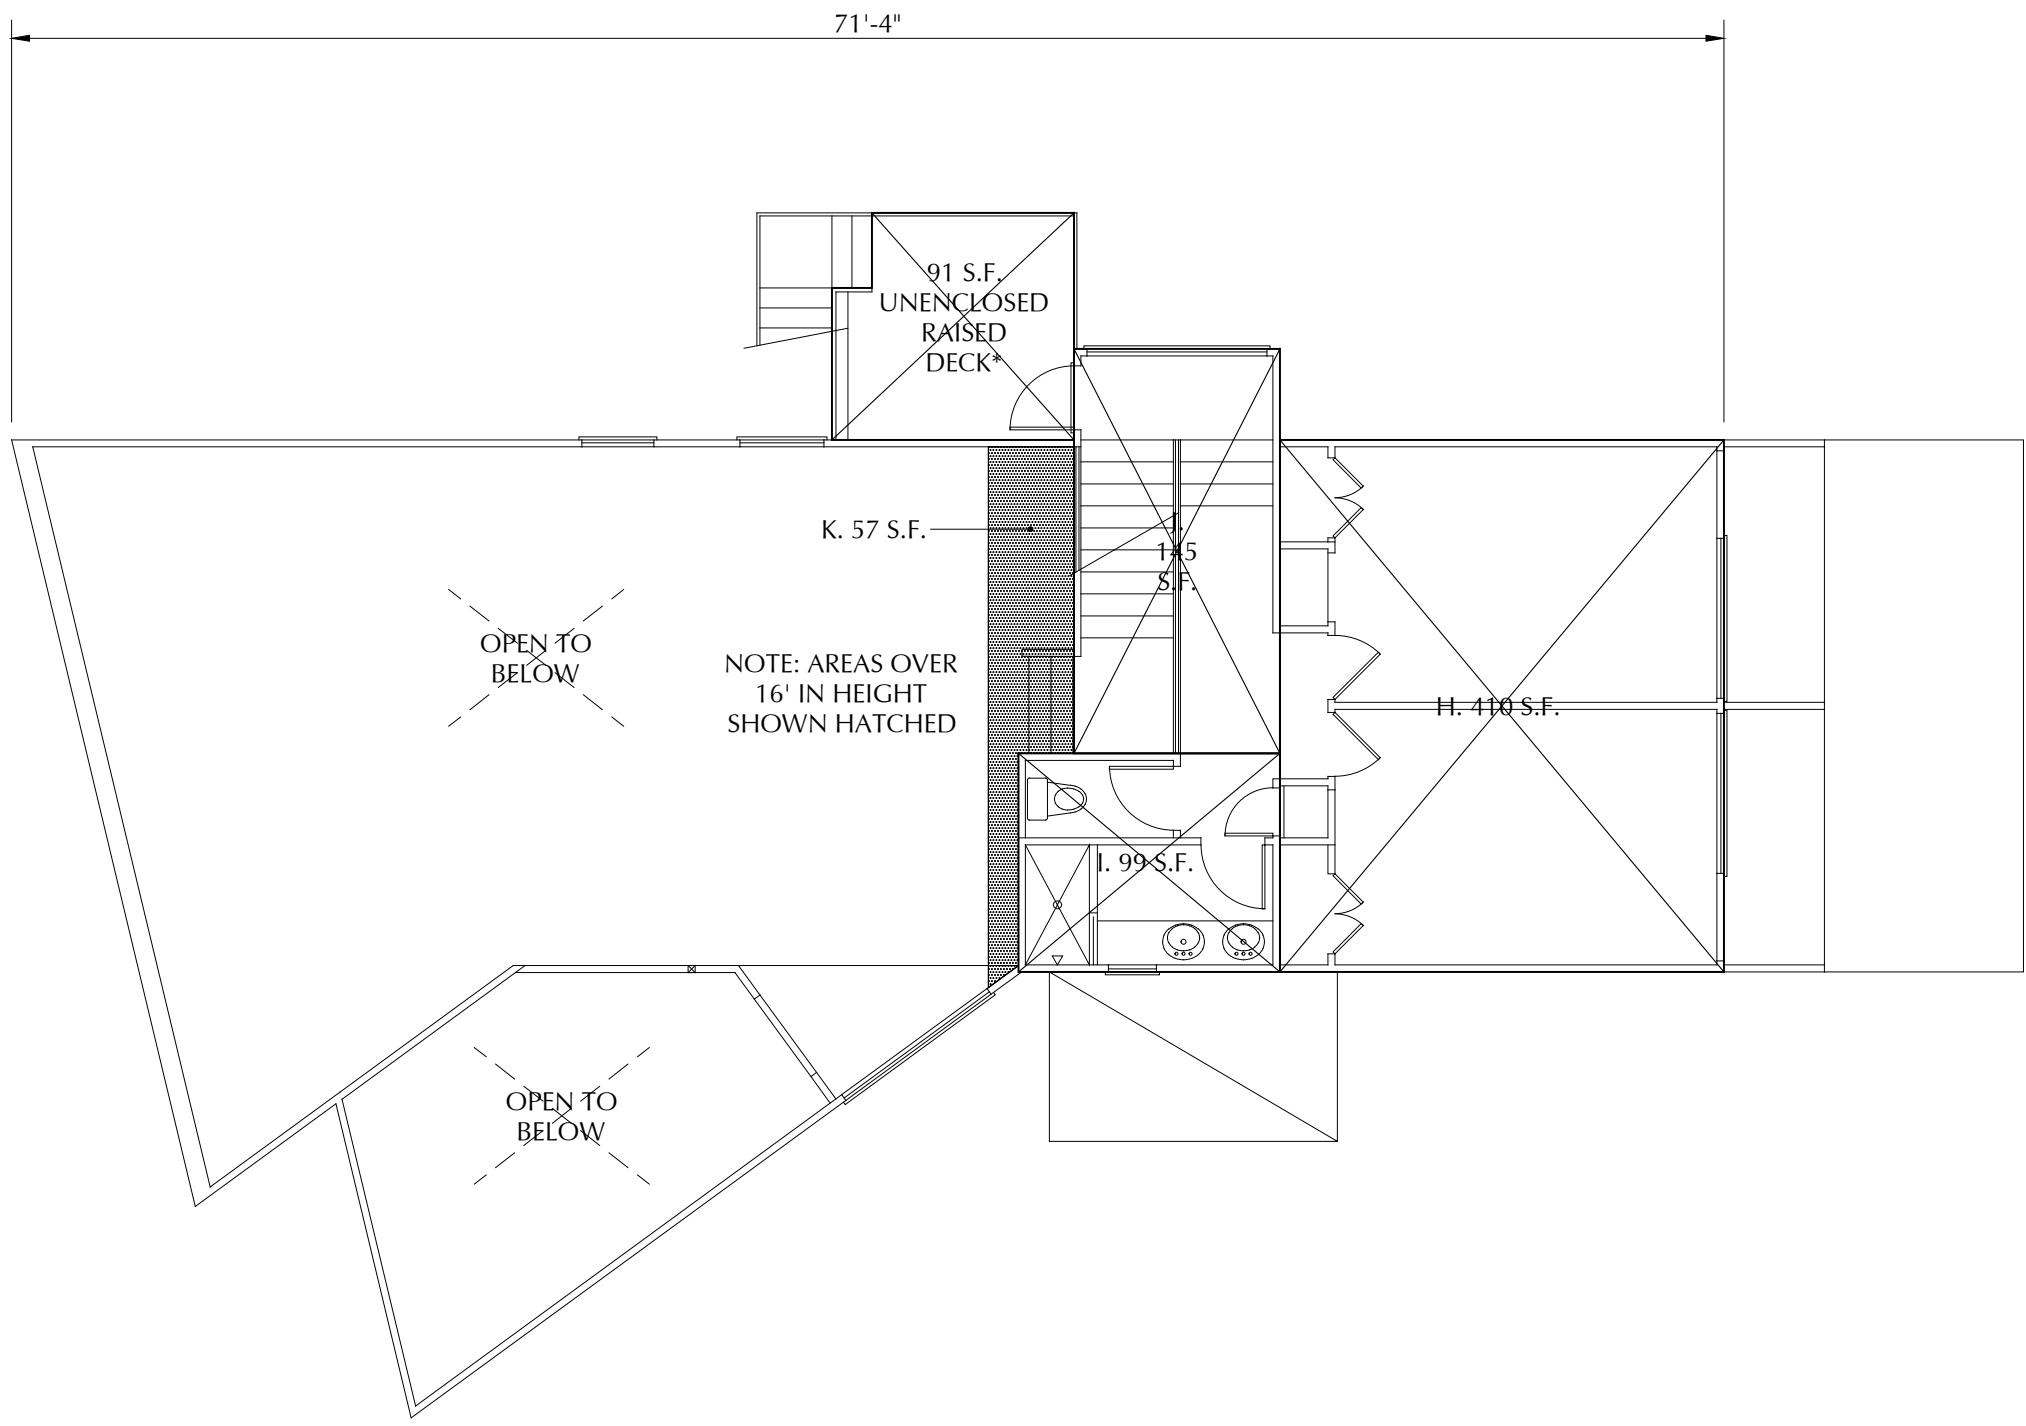 71'-4"
91 S.F.
UNENCLOSED
RAISED
DECK*
K. 57 S.F.
J.
145
S.F.
OPEN TO
BELOW
NOTE: AREAS OVER
16' IN HEIGHT
SHOWN HATCHED
H. 410 S.F.
I. 99 S.F.
OPEN TO
BELOW